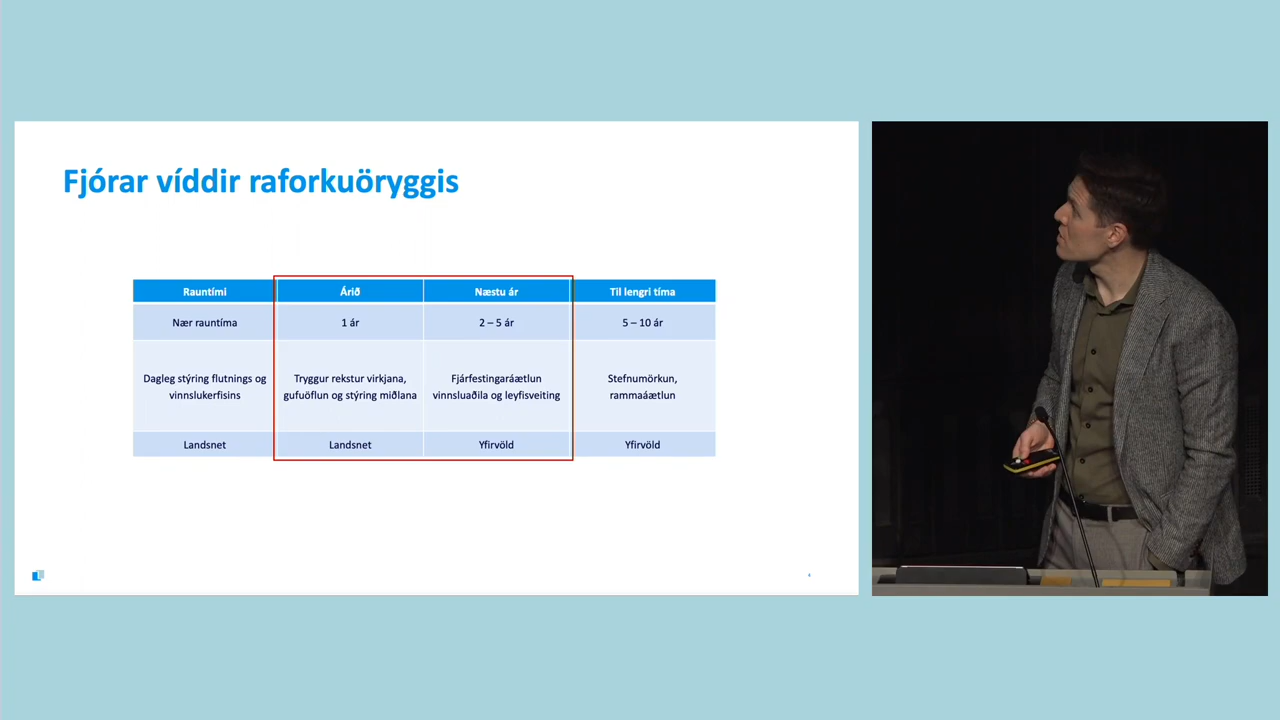 Fjórar víddir raforkuöryggis
Rauntími Árið Næstu ár Til lengri tíma
Nær rauntíma 1 ár 2 – 5 ár 5 – 10 ár
Dagleg stýring flutnings og vinnslukerfisins
Tryggur rekstur virkjana, gufuöflun og stýring miðlana
Fjárfestingaráætlun vinnsluaðila og leyfisveiting
Stefnumörkun, rammaáætlun
Landsnet Landsnet Yfirvöld Yfirvöld
4